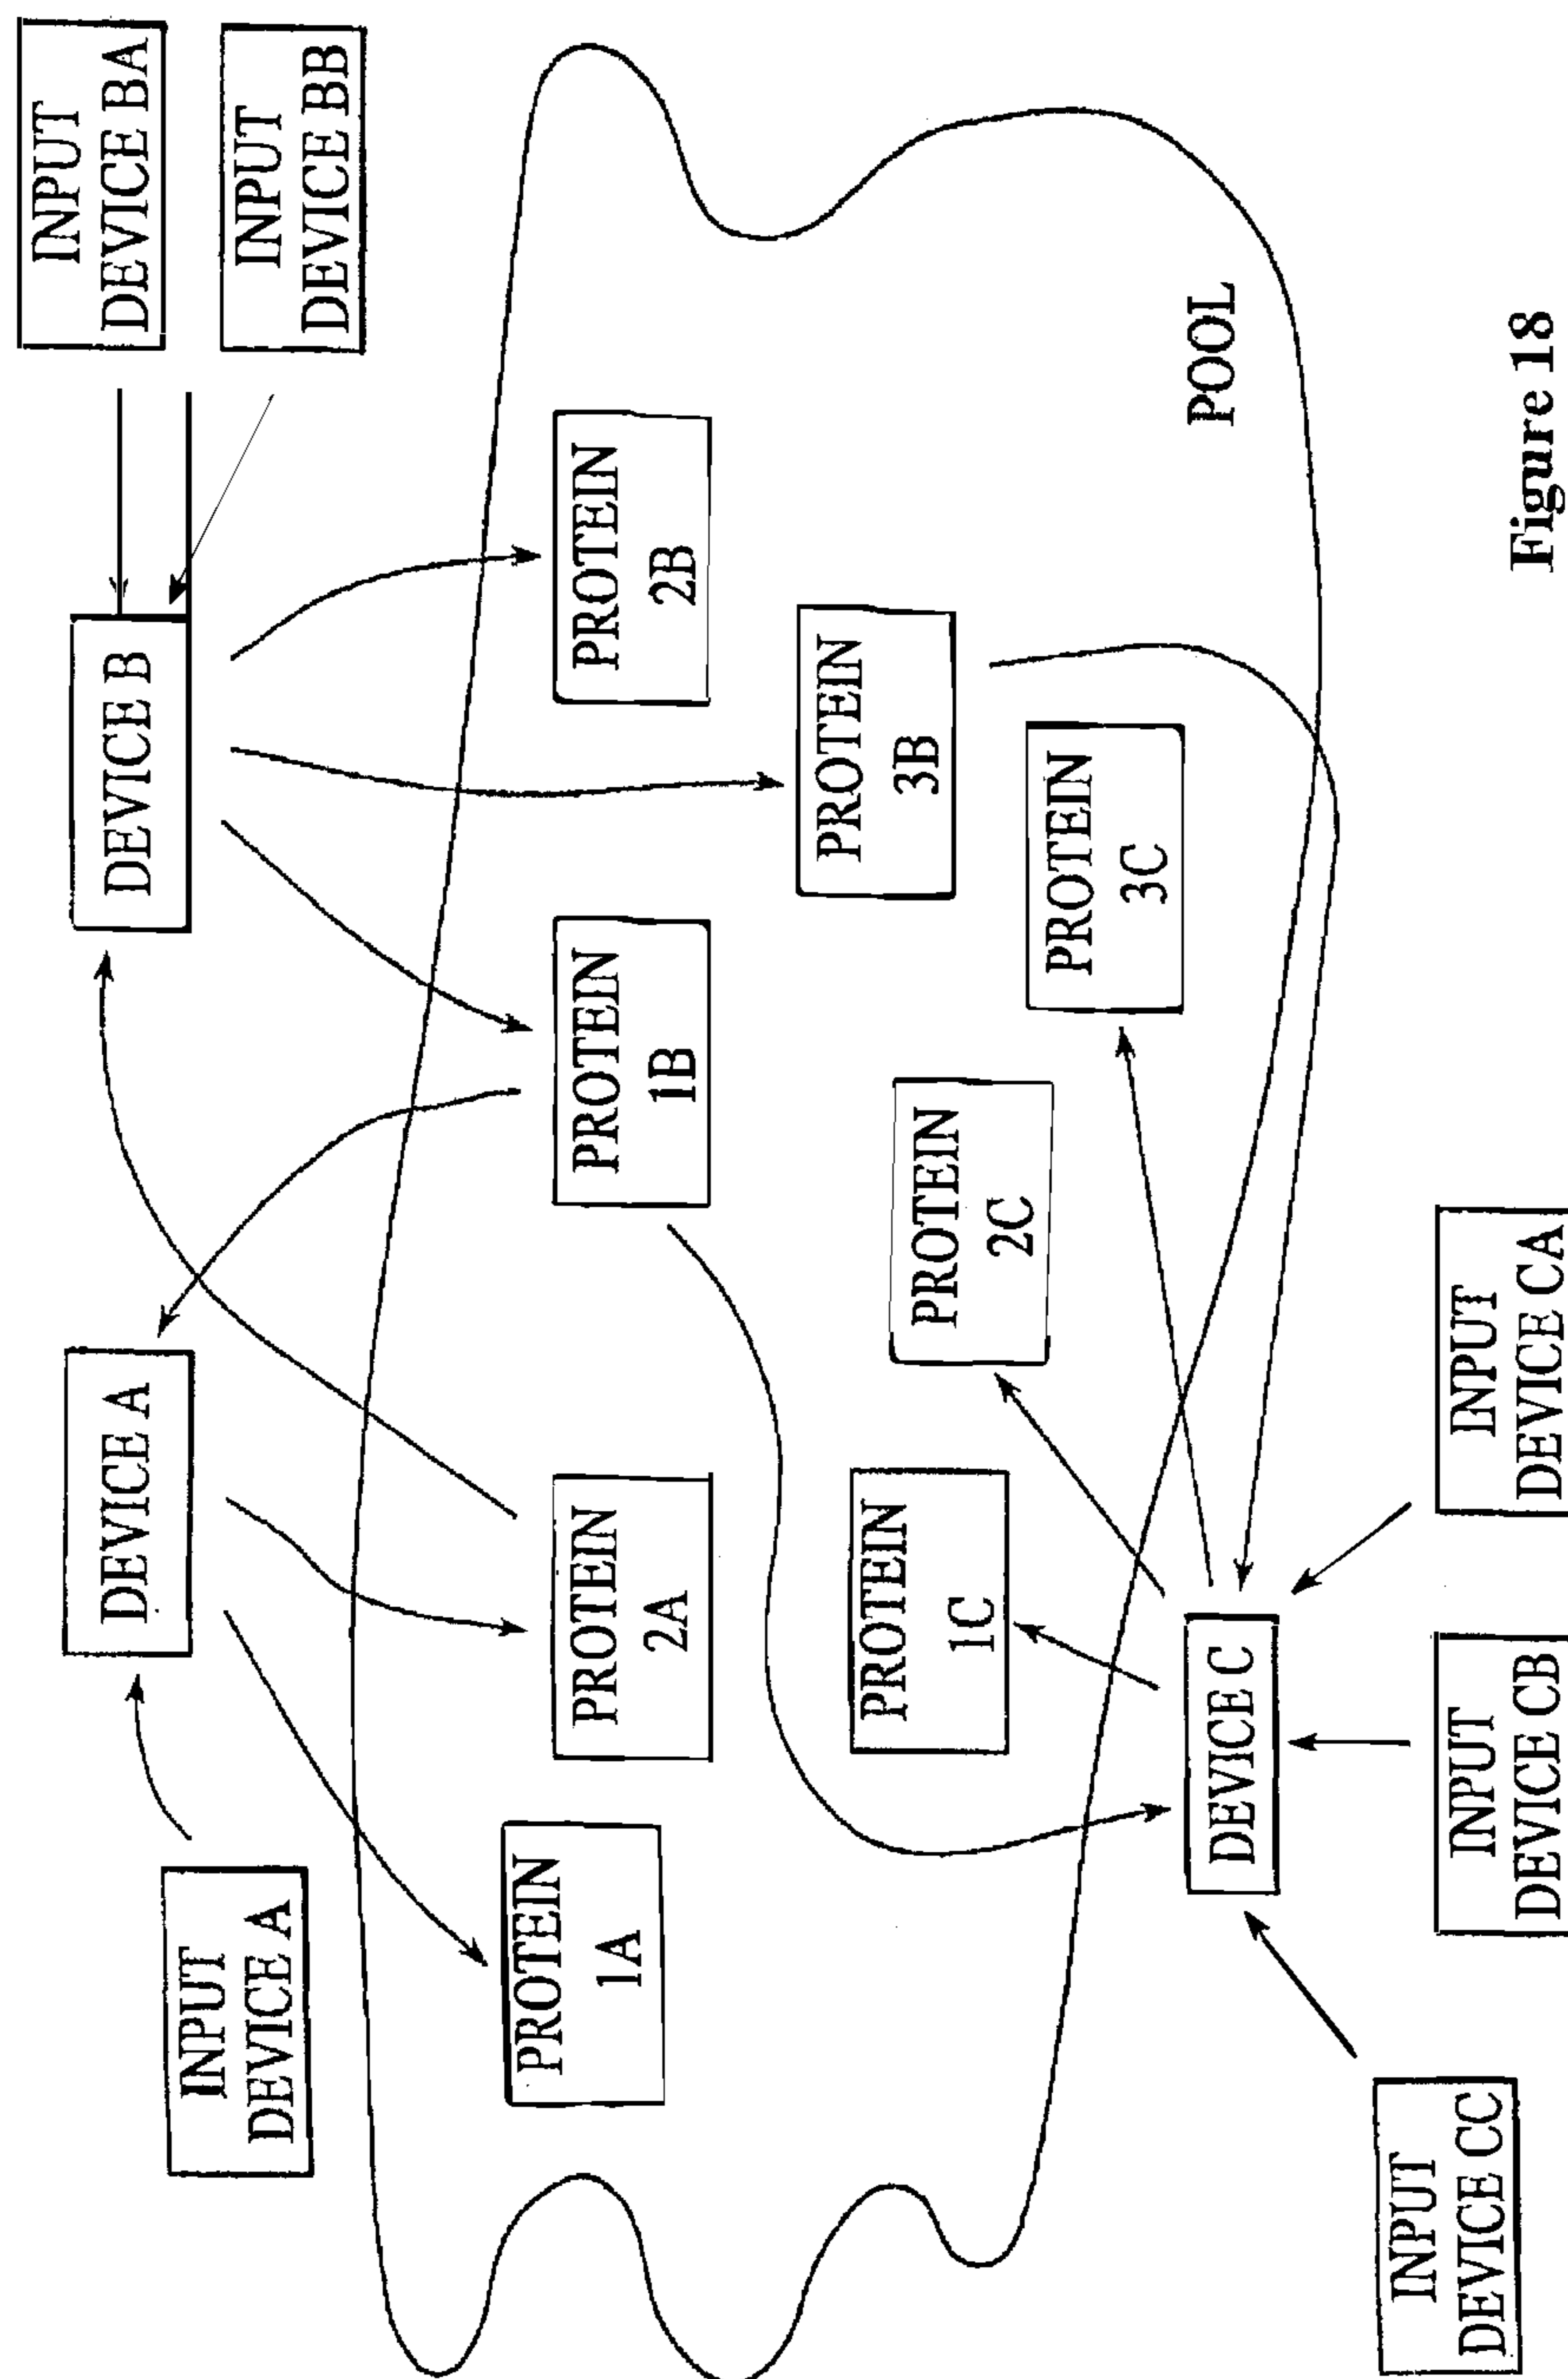 INPUT
DEVICE A
DEVICE A
DEVICE B
INPUT
DEVICE BA
INPUT
DEVICE BB
PROTEIN
1A
PROTEIN
2A
PROTEIN
1B
PROTEIN
2B
PROTEIN
3B
PROTEIN
1C
PROTEIN
2C
PROTEIN
3C
POOL
DEVICE C
INPUT
DEVICE CC
INPUT
DEVICE CB
INPUT
DEVICE CA
Figure 18